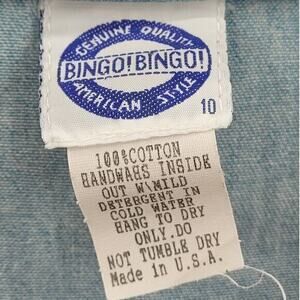 GENUINE QUALITY
BINGO!BINGO!
AMERICAN STYLE
10
100%COTTON
HANDWAHS INSIDE
OUT W\MILD
DETERGENT IN
COLD WATER
HANG TO DRY
ONLY.DO
NOT TUMBLE DRY
Made in U.S.A.